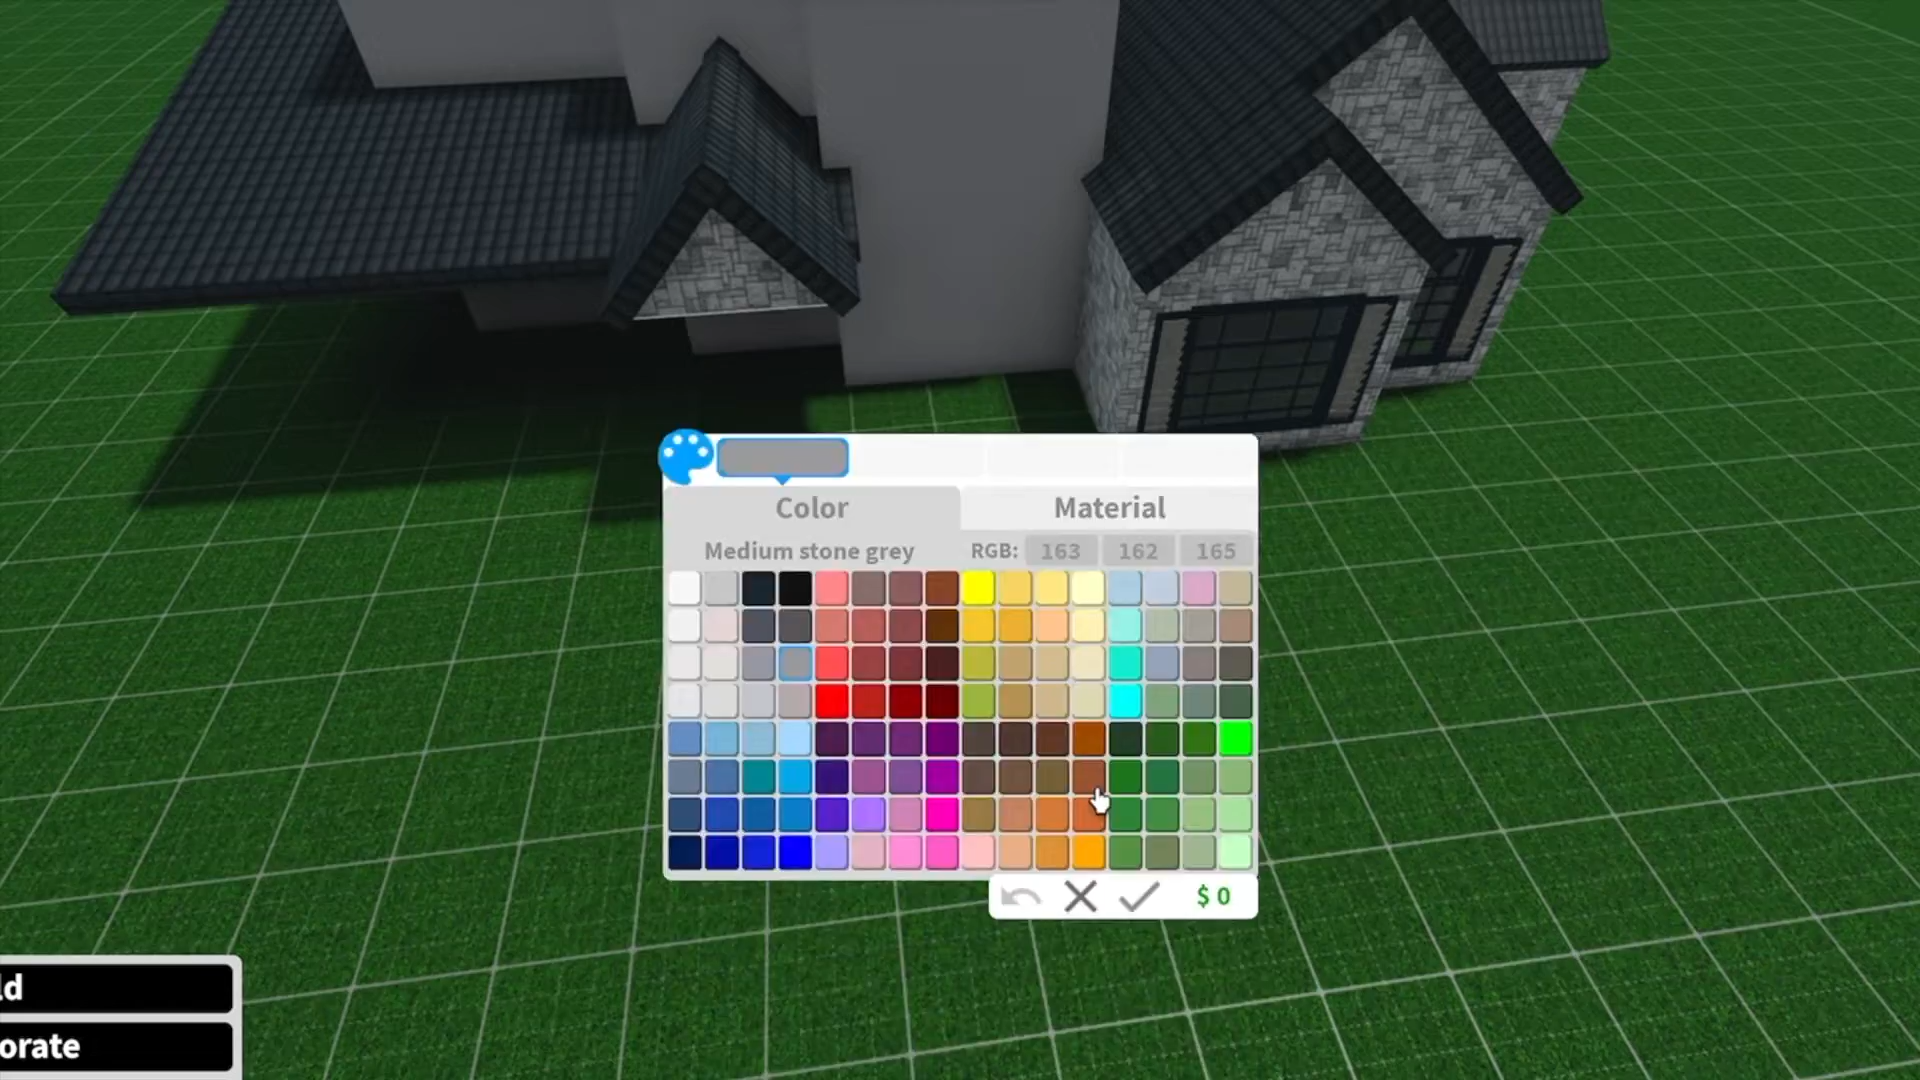 Color
Material
Medium stone grey
RGB: 163 162 165
$ 0
ld
orate